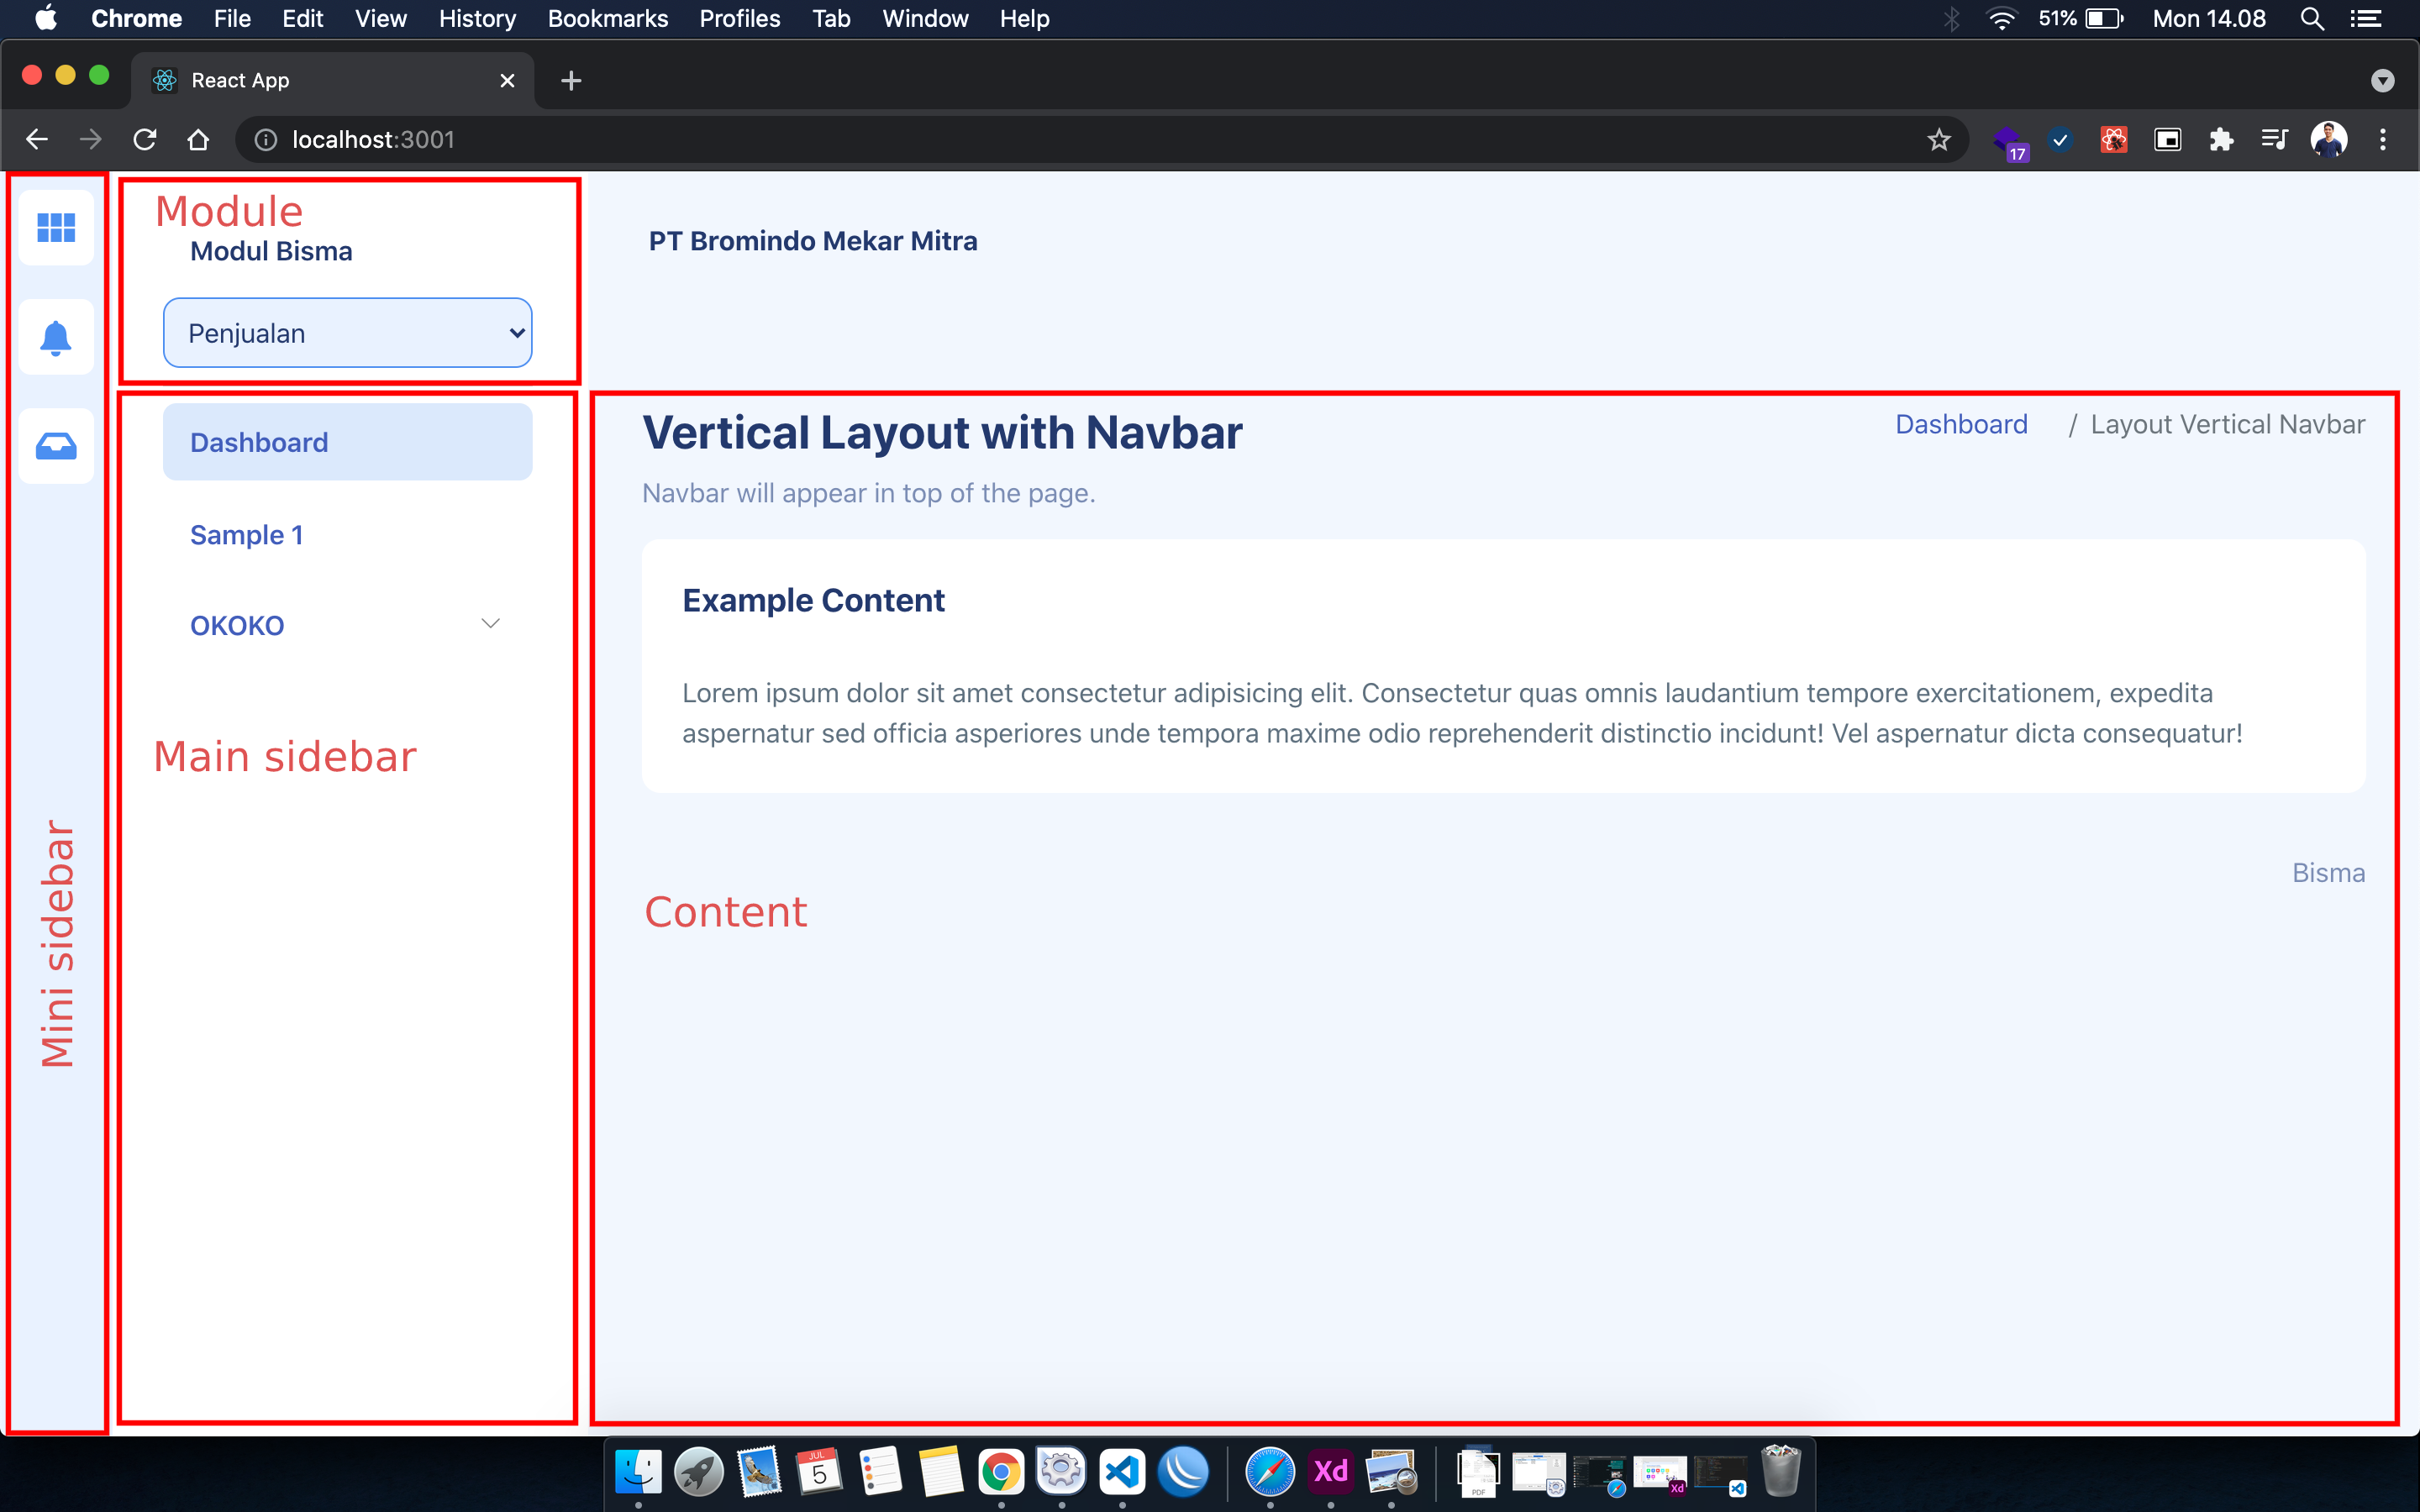 Chrome File Edit View History Bookmarks Profiles Tab Window Help 51% Mon 14.08
React App
localhost:3001
17
Module
Modul Bisma
PT Bromindo Mekar Mitra
Penjualan
Dashboard
Sample 1
OKOKO
Main sidebar
Mini sidebar
Vertical Layout with Navbar
Dashboard / Layout Vertical Navbar
Navbar will appear in top of the page.
Example Content
Lorem ipsum dolor sit amet consectetur adipisicing elit. Consectetur quas omnis laudantium tempore exercitationem, expedita
aspernatur sed officia asperiores unde tempora maxime odio reprehenderit distinctio incidunt! Vel aspernatur dicta consequatur!
Bisma
Content
JUL
5
Xd
PDF
Xd